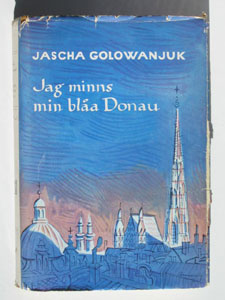 JASCHA GOLOWANJUK
Jag minns
min blåa Donau